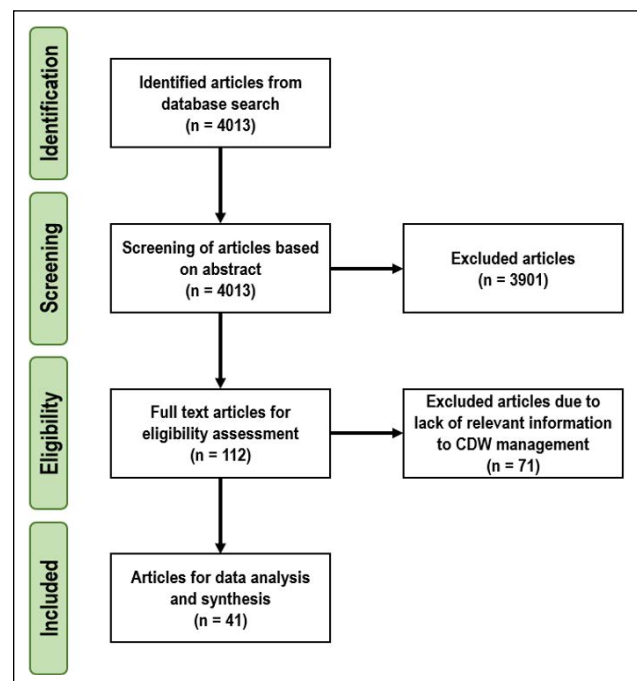 Identification
Identified articles from
database search
(n = 4013)
Screening
Screening of articles based
on abstract
(n = 4013)
Excluded articles
(n = 3901)
Eligibility
Full text articles for
eligibility assessment
(n = 112)
Excluded articles due to
lack of relevant information
to CDW management
(n = 71)
Included
Articles for data analysis
and synthesis
(n = 41)